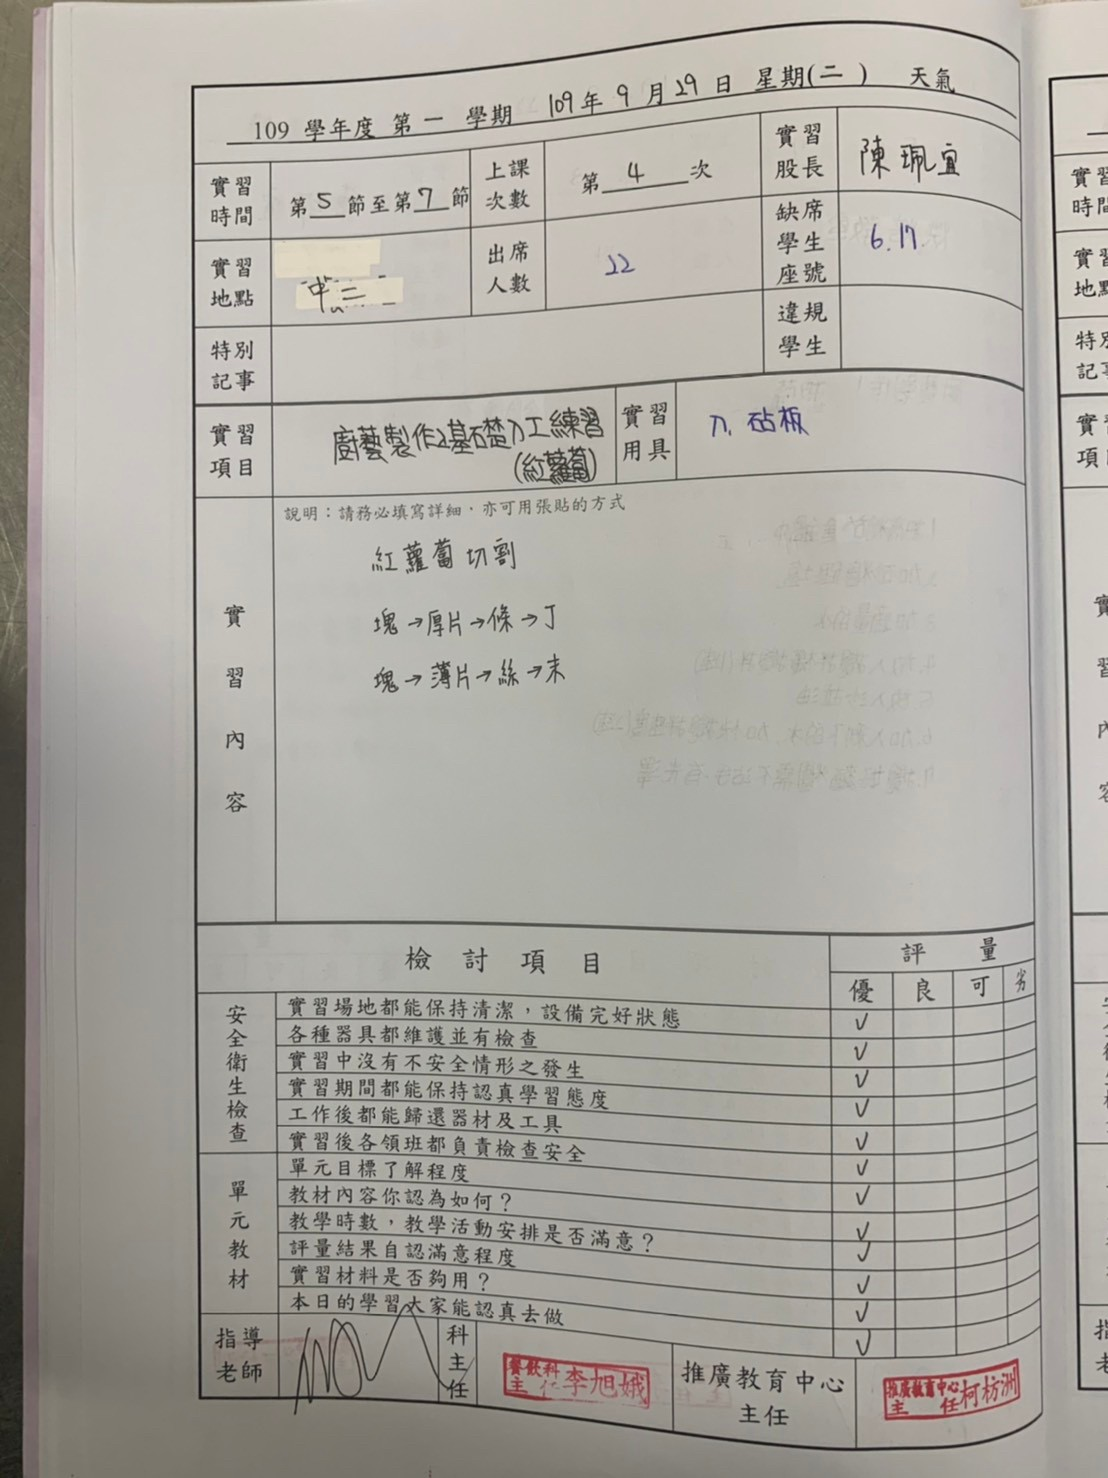 109 學年度 第一 學期 109年 9 月 29 日 星期(二) 天氣
實習時間 第 5 節至第 7 節 上課次數 第 4 次 實習股長 陳珮宜
實習地點 中二 出席人數 22 缺席學生座號 6.17.
特別記事 違規學生
實習項目 廚藝製作2基礎刀工練習 實習用具 刀、砧板
(紅蘿蔔)
說明：請務必填寫詳細，亦可用張貼的方式
實習內容
紅蘿蔔切割
塊→厚片→條→丁
塊→薄片→絲→末
檢討項目 評量
優 良 可 劣
安全衛生檢查
實習場地都能保持清潔，設備完好狀態 ✓
各種器具都維護並有檢查 ✓
實習中沒有不安全情形之發生 ✓
實習期間都能保持認真學習態度 ✓
工作後都能歸還器材及工具 ✓
實習後各領班都負責檢查安全 ✓
單元教材
單元目標了解程度 ✓
教材內容你認為如何？ ✓
教學時數，教學活動安排是否滿意？ ✓
評量結果自認滿意程度 ✓
實習材料是否夠用？ ✓
本日的學習大家能認真去做 ✓
指導老師 科主任 餐飲科主任 李旭娥 推廣教育中心主任 推廣教育中心主任 柯枋洲